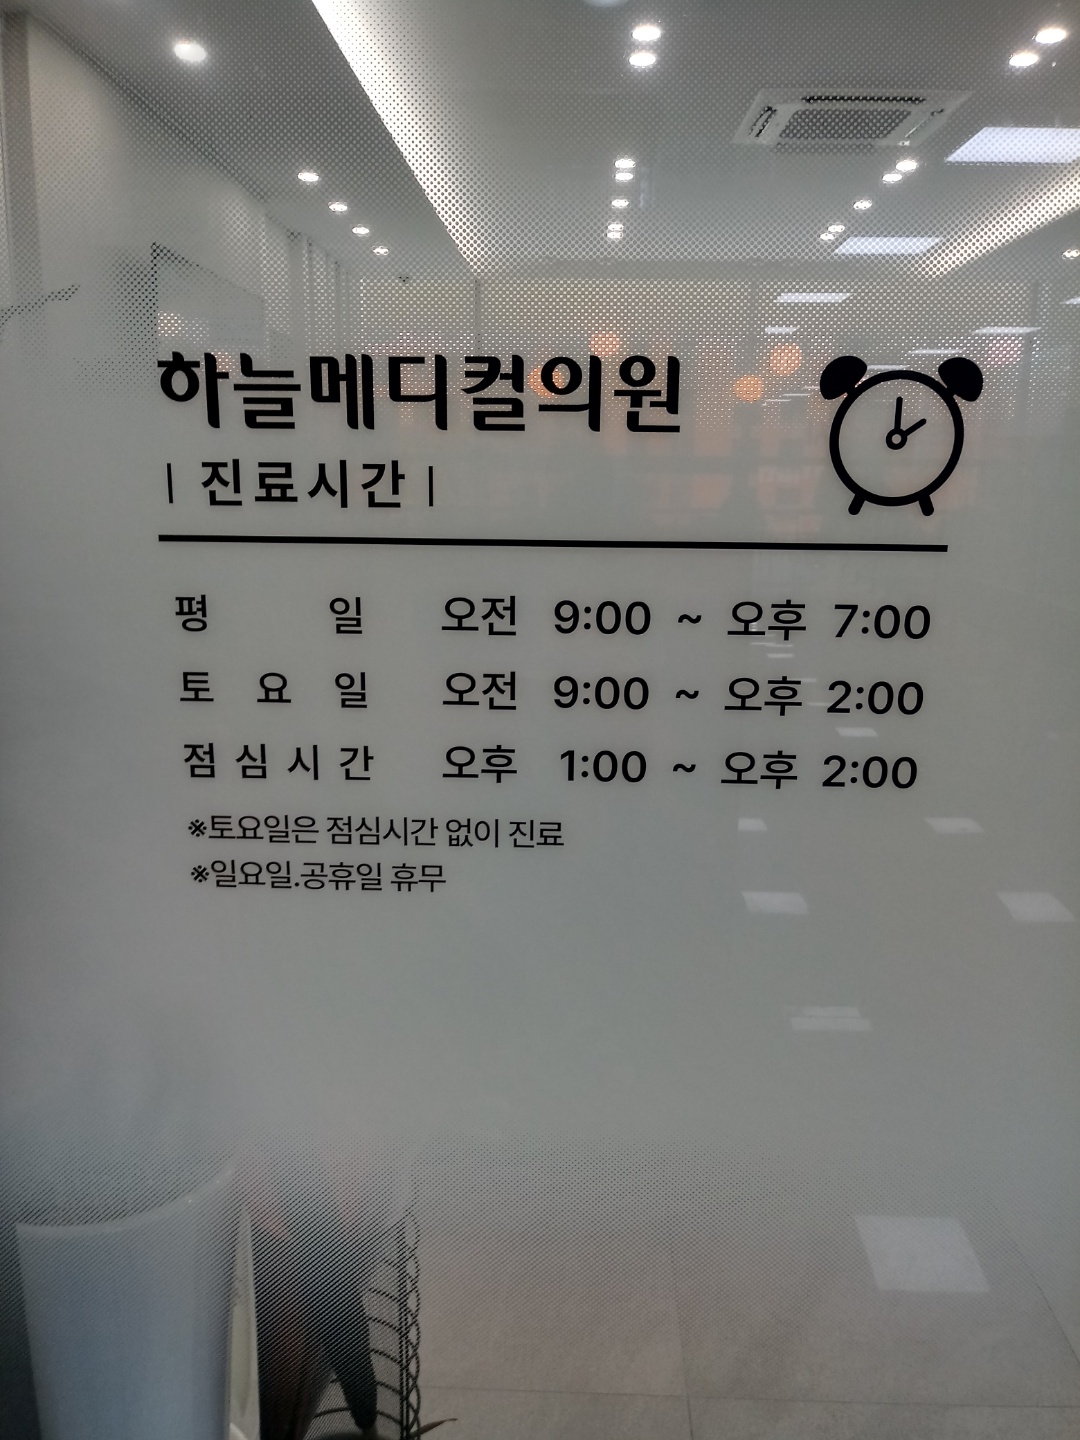 하늘메디컬의원
| 진료시간 |
평 일 오전 9:00 ~ 오후 7:00
토 요 일 오전 9:00 ~ 오후 2:00
점 심 시 간 오후 1:00 ~ 오후 2:00
※토요일은 점심시간 없이 진료
※일요일.공휴일 휴무